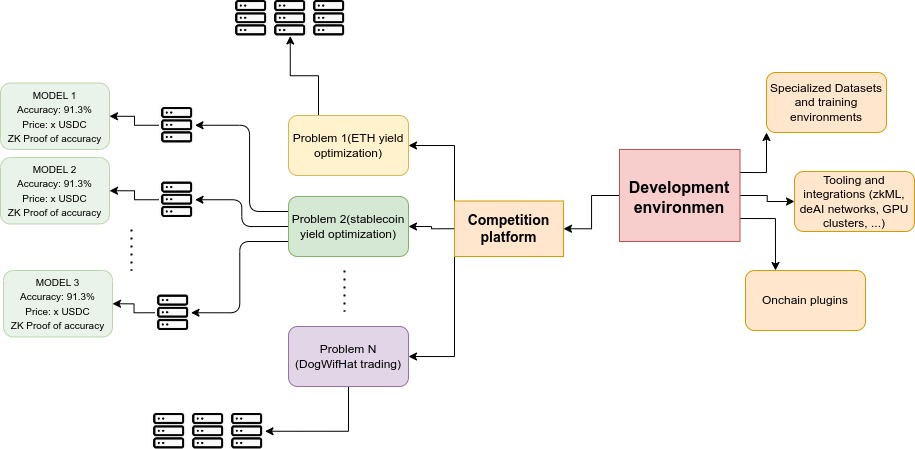 MODEL 1
Accuracy: 91.3%
Price: x USDC
ZK Proof of accuracy
MODEL 2
Accuracy: 91.3%
Price: x USDC
ZK Proof of accuracy
MODEL 3
Accuracy: 91.3%
Price: x USDC
ZK Proof of accuracy
Problem 1(ETH yield
optimization)
Problem 2(stablecoin
yield optimization)
Problem N
(DogWifHat trading)
Competition
platform
Development
environmen
Specialized Datasets
and training
environments
Tooling and
integrations (zkML,
deAI networks, GPU
clusters, ...)
Onchain plugins